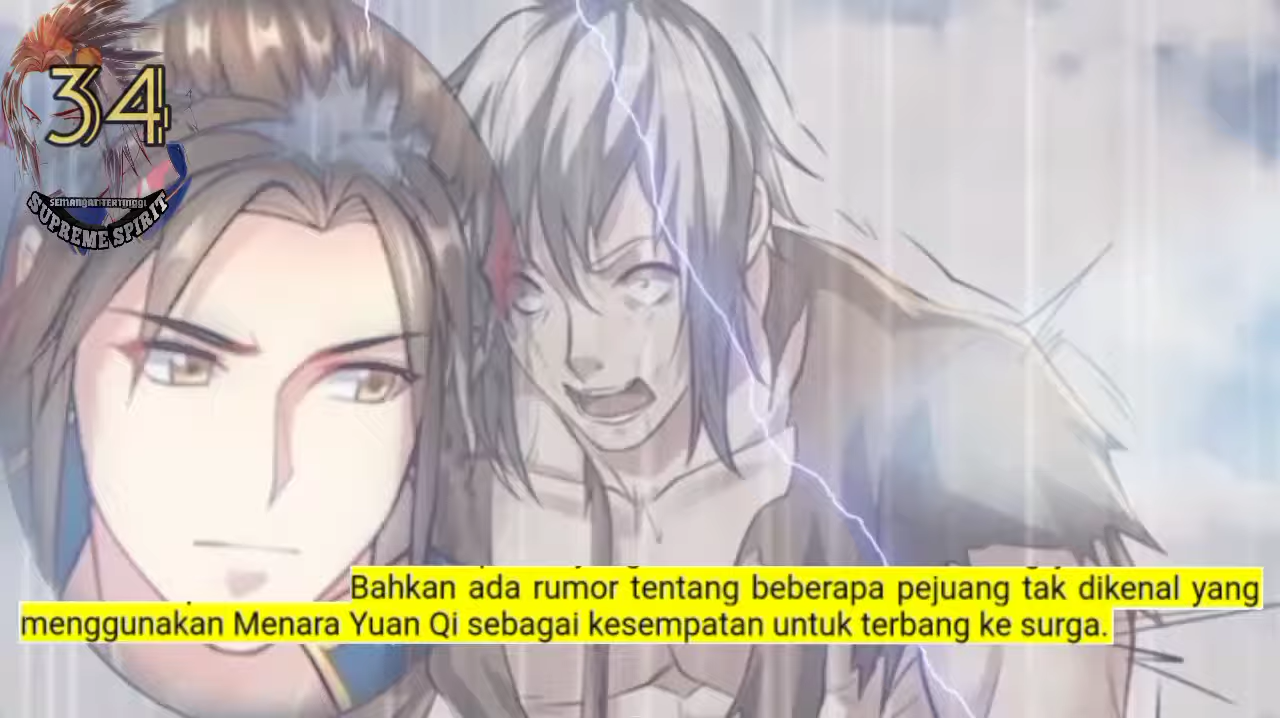 34
SEMANGAT TERTINGGI
SUPREME SPIRIT
Bahkan ada rumor tentang beberapa pejuang tak dikenal yang
menggunakan Menara Yuan Qi sebagai kesempatan untuk terbang ke surga.